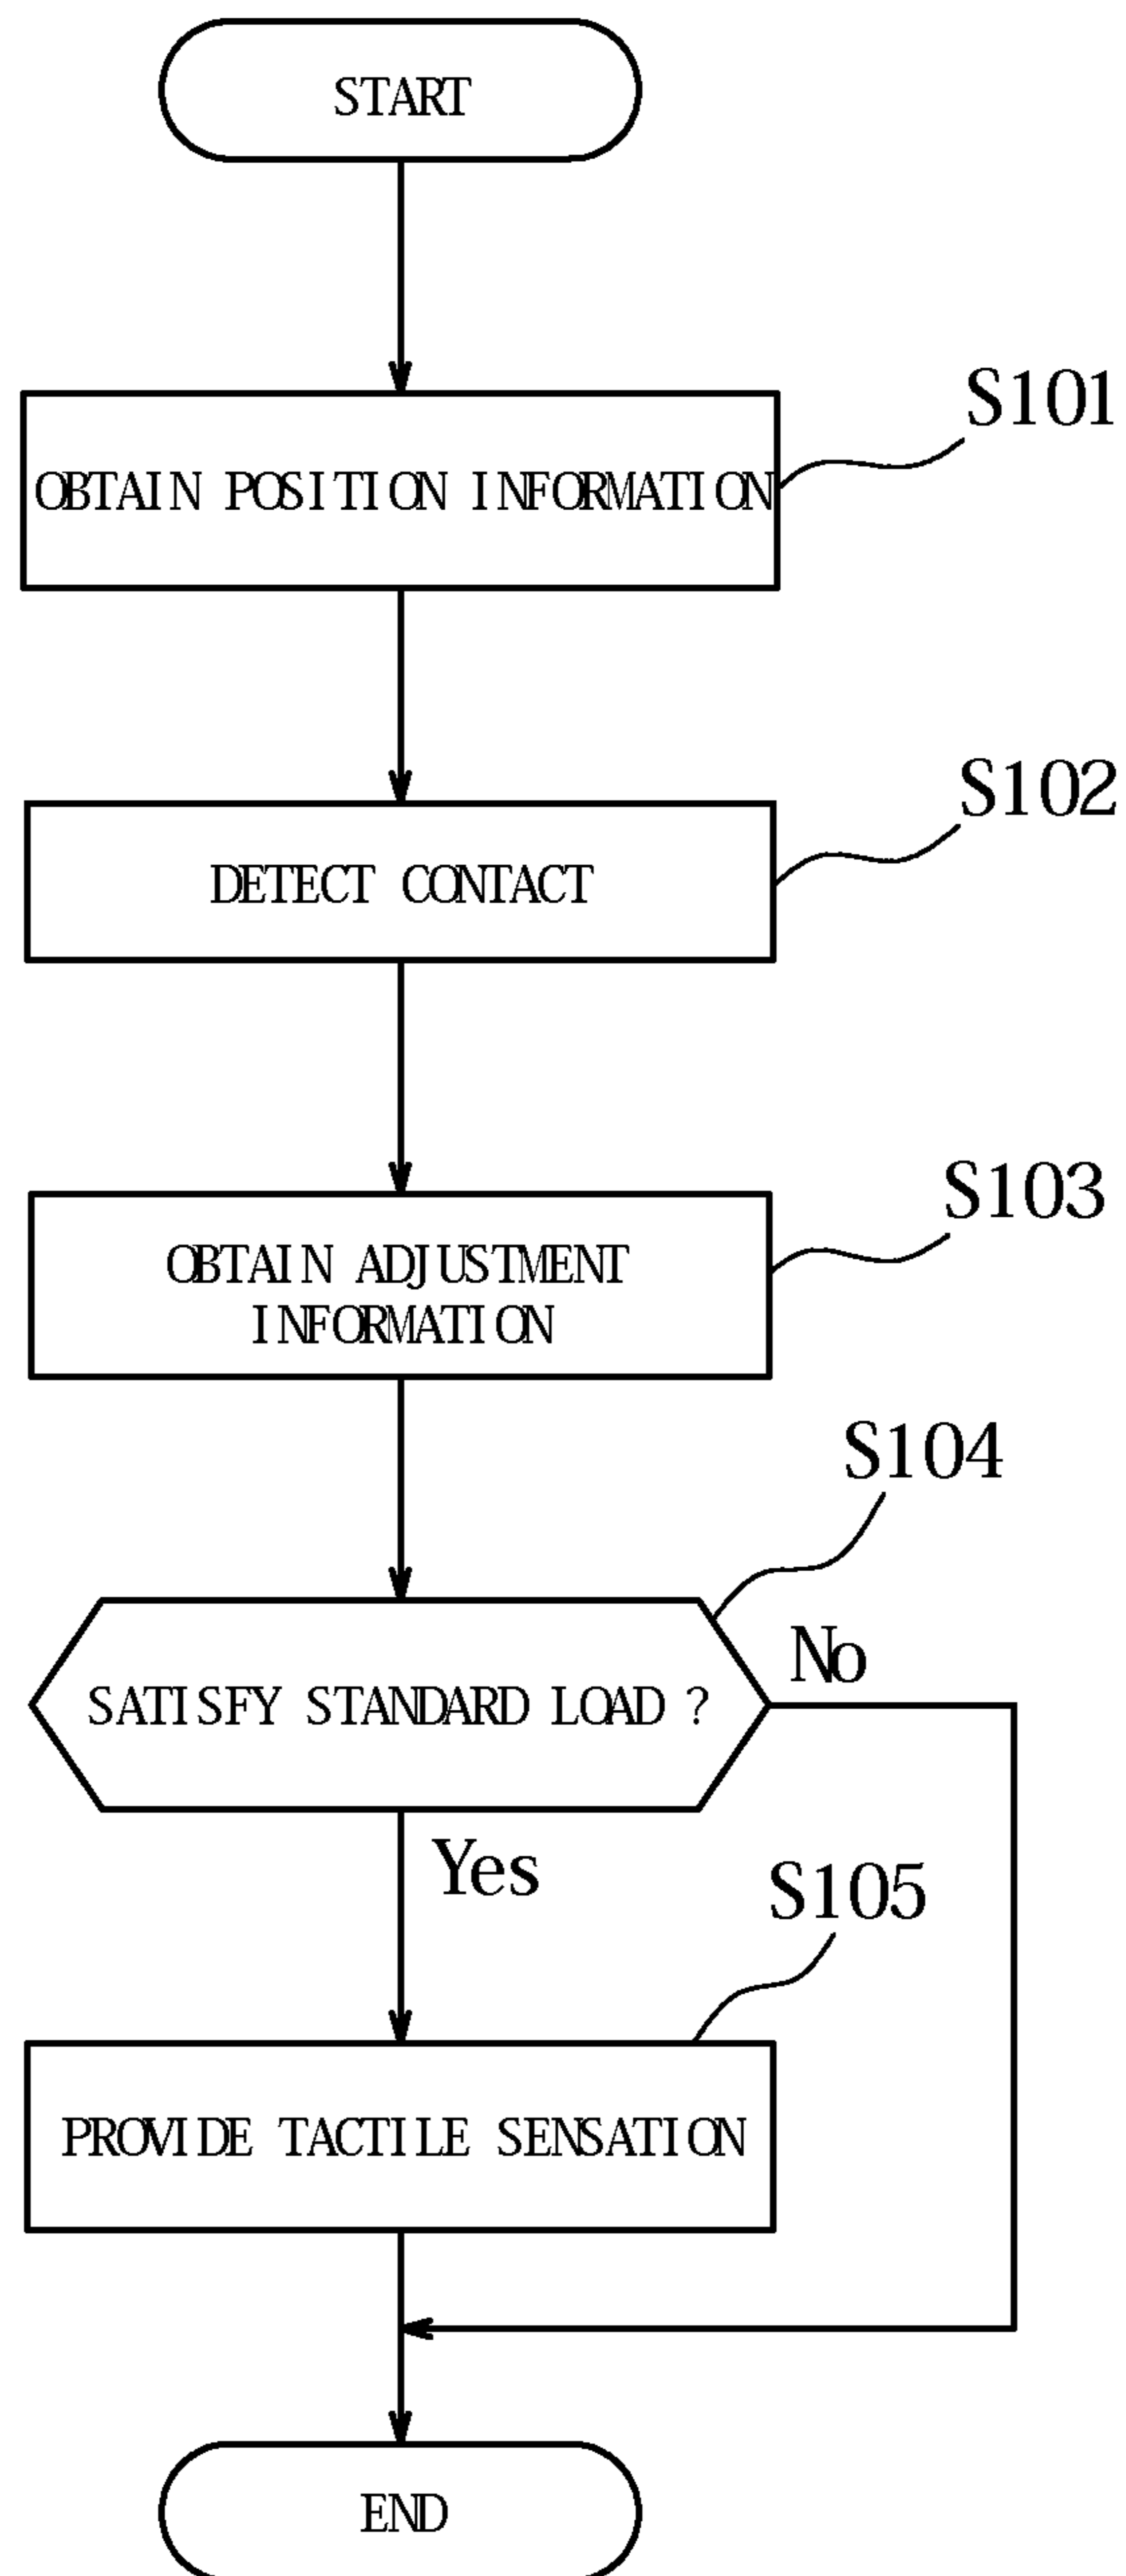 START
S101
OBTAIN POSITION INFORMATION
S102
DETECT CONTACT
S103
OBTAIN ADJUSTMENT
INFORMATION
S104
No
SATISFY STANDARD LOAD ?
Yes
S105
PROVIDE TACTILE SENSATION
END